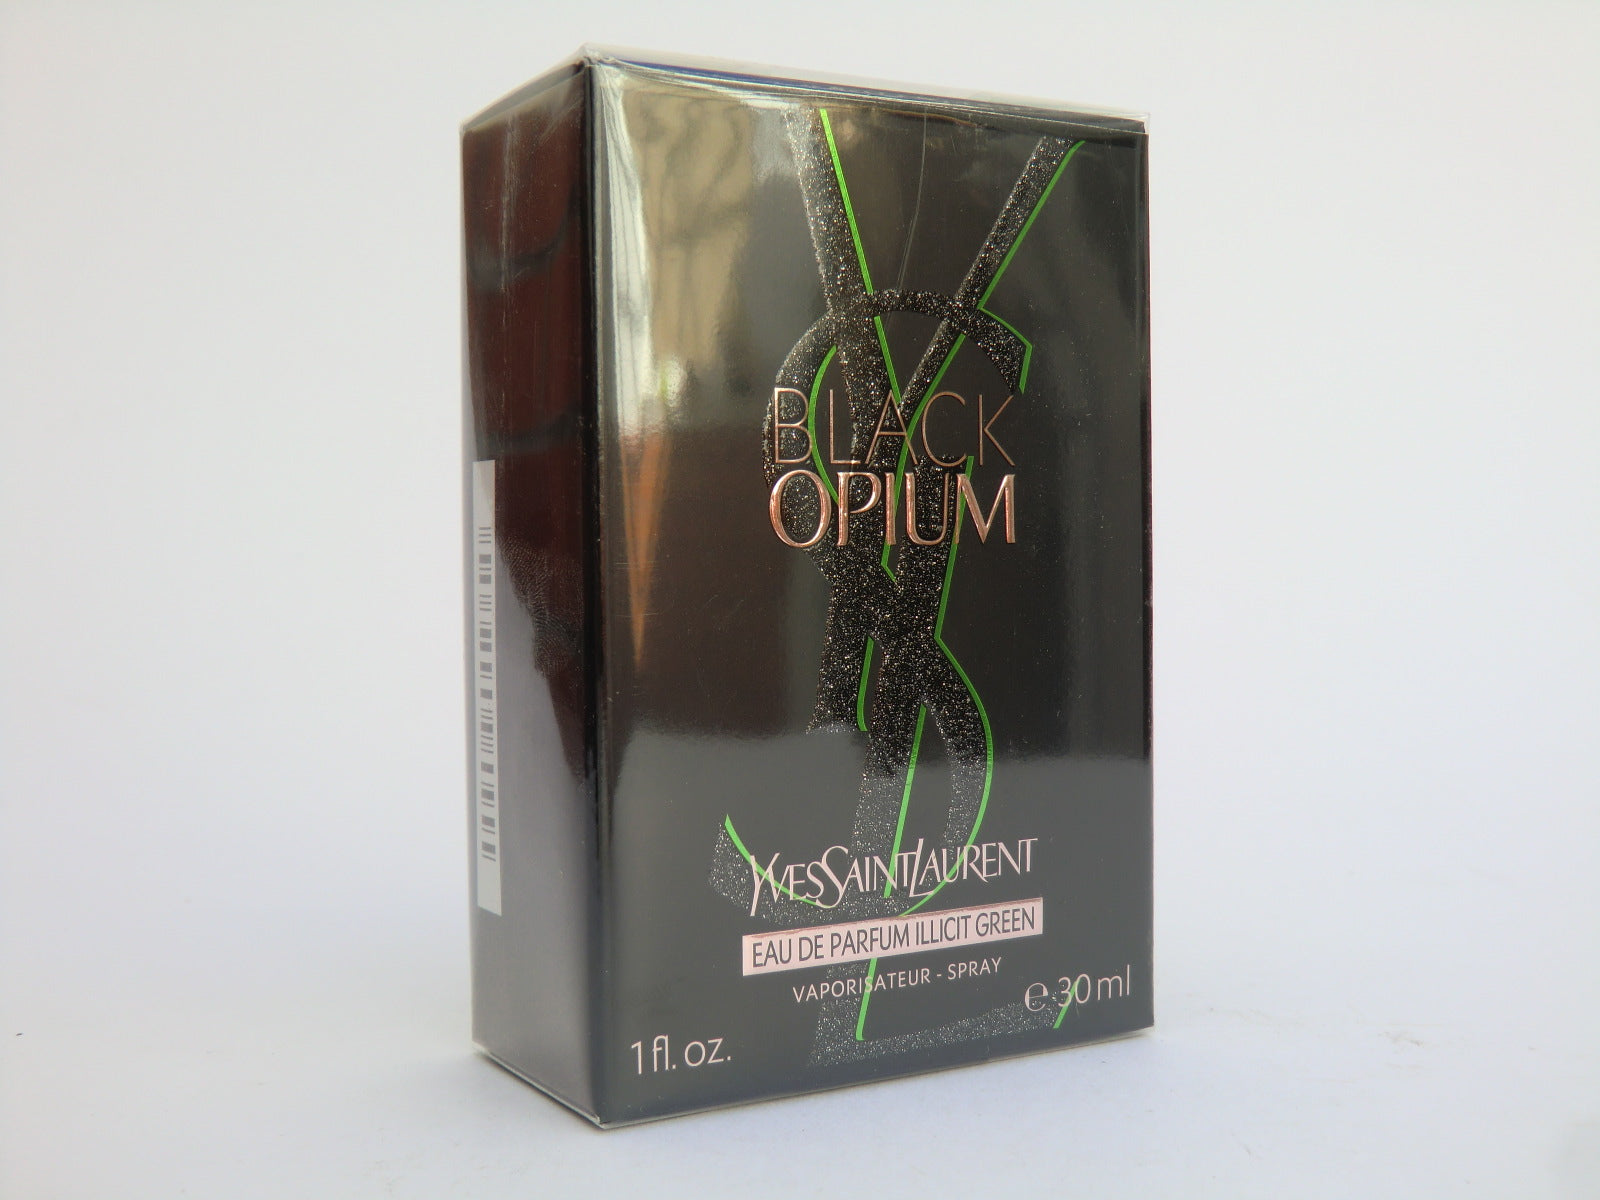 BLACK
OPIUM
YVESSAINTLAURENT
EAU DE PARFUM ILLICIT GREEN
VAPORISATEUR - SPRAY
℮ 30 ml
1 fl. oz.